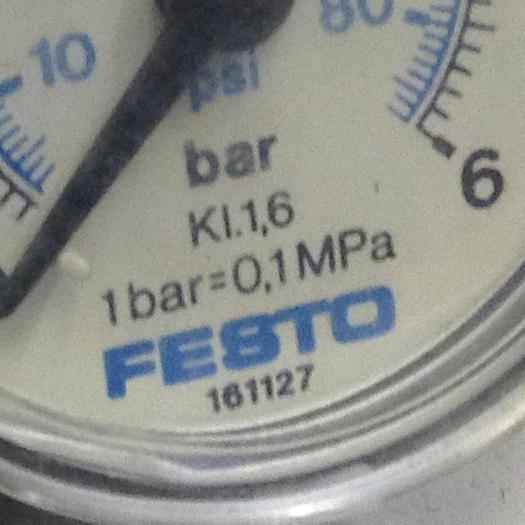 10
80
psi
bar
6
Kl.1,6
1bar=0,1MPa
FESTO
161127